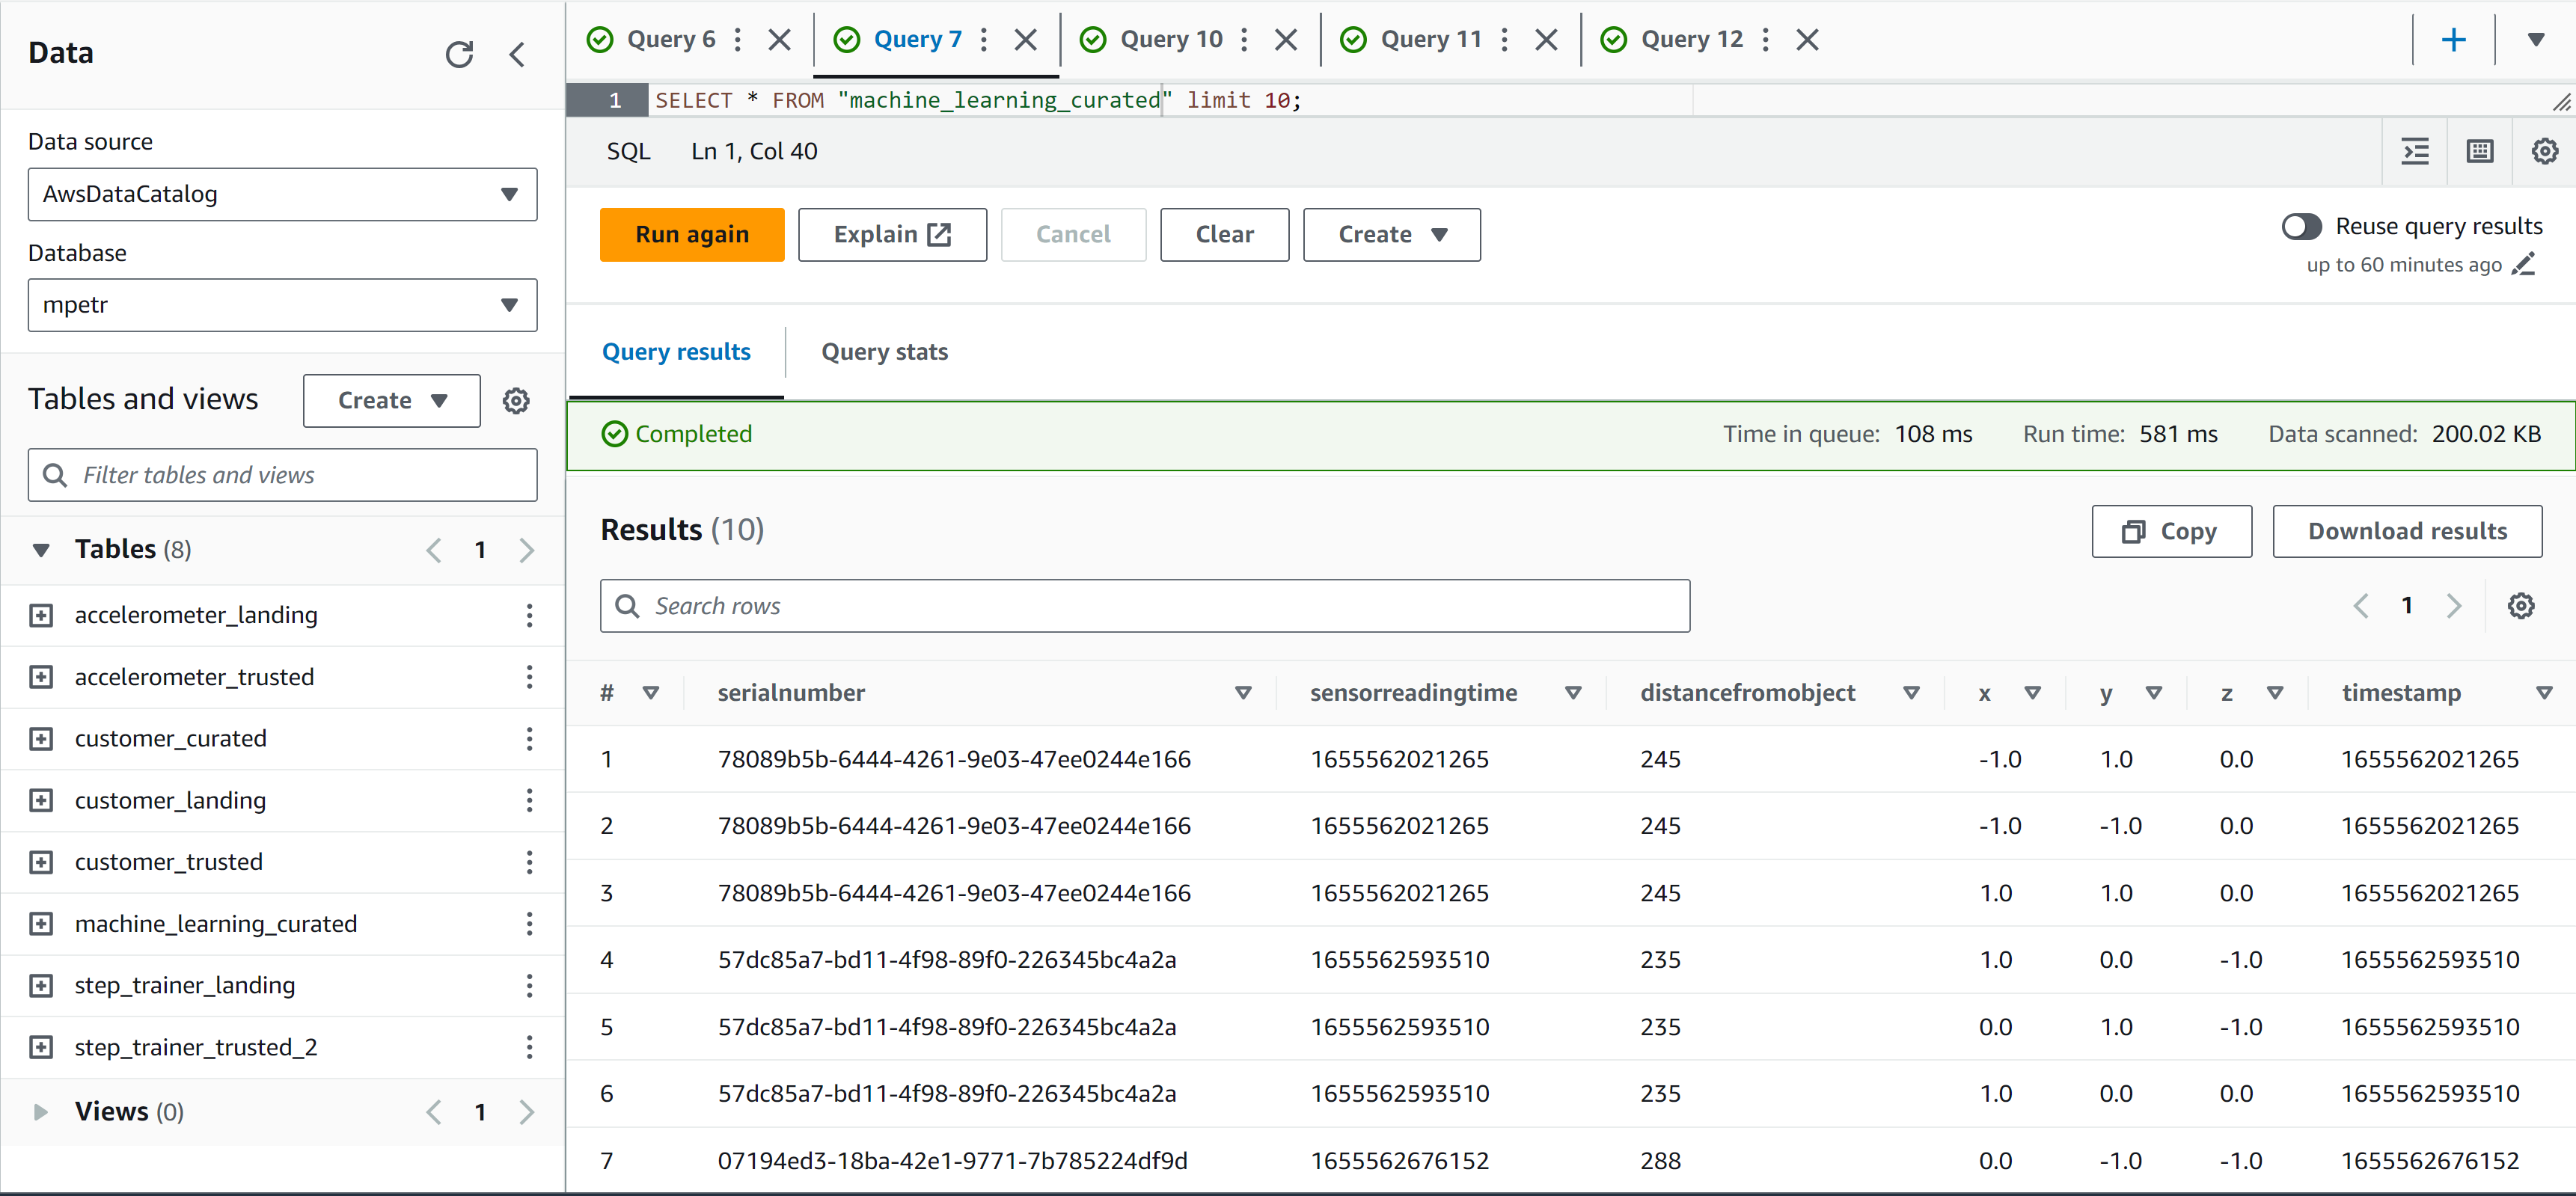 Data
Data source
AwsDataCatalog
Database
mpetr
Tables and views
Create
Filter tables and views
Tables (8)
1
accelerometer_landing
accelerometer_trusted
customer_curated
customer_landing
customer_trusted
machine_learning_curated
step_trainer_landing
step_trainer_trusted_2
Views (0)
1
Query 6 Query 7 Query 10 Query 11 Query 12
1 SELECT * FROM "machine_learning_curated" limit 10;
SQL Ln 1, Col 40
Run again Explain Cancel Clear Create
Reuse query results
up to 60 minutes ago
Query results Query stats
Completed Time in queue: 108 ms Run time: 581 ms Data scanned: 200.02 KB
Results (10) Copy Download results
Search rows 1
# serialnumber sensorreadingtime distancefromobject x y z timestamp
1 78089b5b-6444-4261-9e03-47ee0244e166 1655562021265 245 -1.0 1.0 0.0 1655562021265
2 78089b5b-6444-4261-9e03-47ee0244e166 1655562021265 245 -1.0 -1.0 0.0 1655562021265
3 78089b5b-6444-4261-9e03-47ee0244e166 1655562021265 245 1.0 1.0 0.0 1655562021265
4 57dc85a7-bd11-4f98-89f0-226345bc4a2a 1655562593510 235 1.0 0.0 -1.0 1655562593510
5 57dc85a7-bd11-4f98-89f0-226345bc4a2a 1655562593510 235 0.0 1.0 -1.0 1655562593510
6 57dc85a7-bd11-4f98-89f0-226345bc4a2a 1655562593510 235 1.0 0.0 0.0 1655562593510
7 07194ed3-18ba-42e1-9771-7b785224df9d 1655562676152 288 0.0 -1.0 -1.0 1655562676152